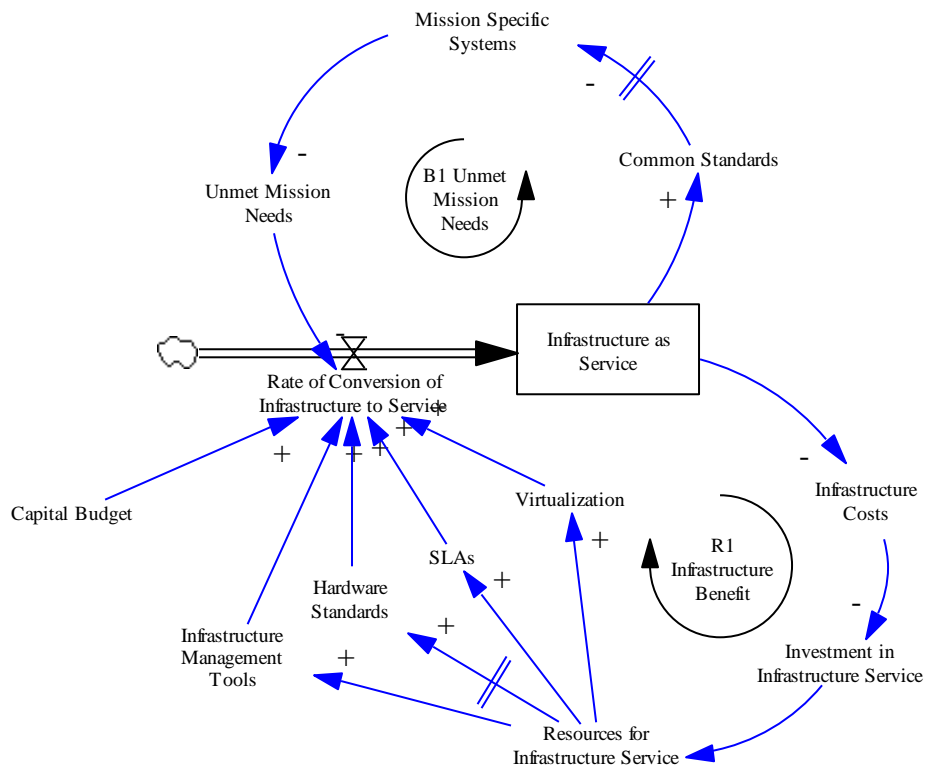 Mission Specific
Systems
-
Common Standards
+
-
Unmet Mission
Needs
B1 Unmet
Mission
Needs
-
Infrastructure as
Service
Rate of Conversion of
Infrastructure to Service
+
+
+
+
+
Capital Budget
-
Infrastructure
Costs
Virtualization
+
R1
Infrastructure
Benefit
SLAs
+
Hardware
Standards
+
-
Infrastructure
Management
Tools
+
Investment in
Infrastructure Service
Resources for
Infrastructure Service